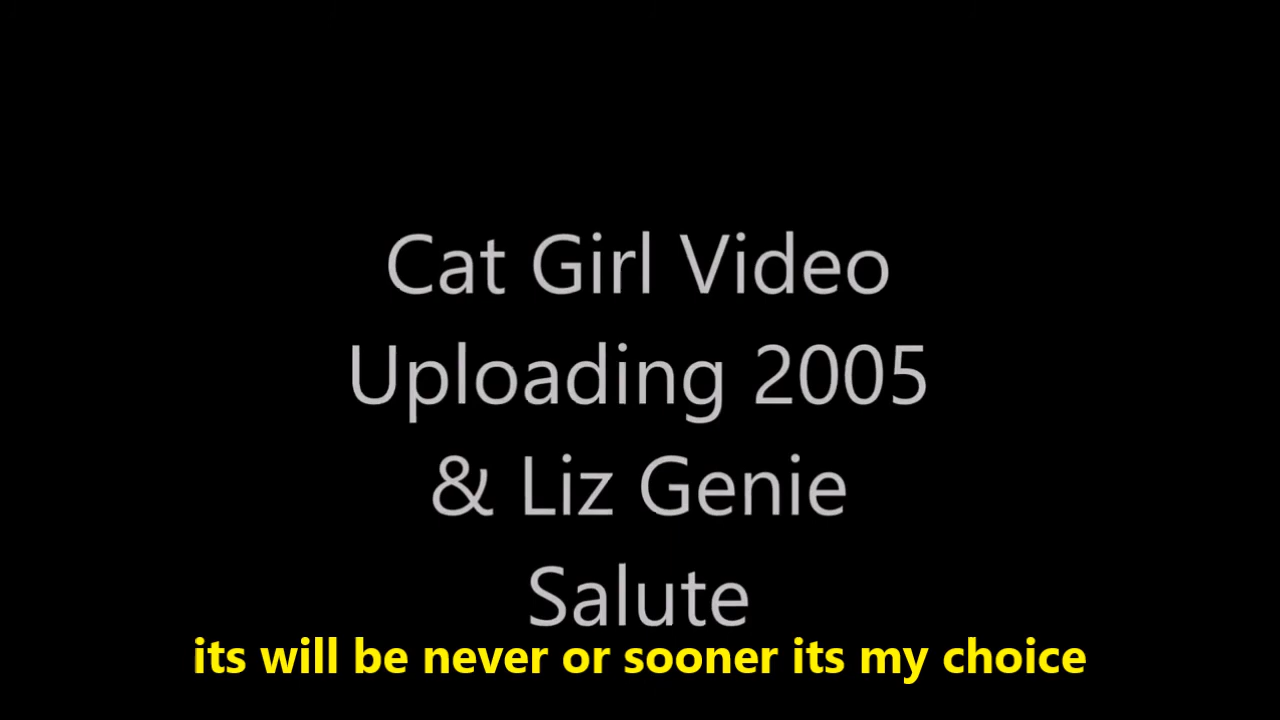 Cat Girl Video
Uploading 2005
& Liz Genie
Salute
its will be never or sooner its my choice